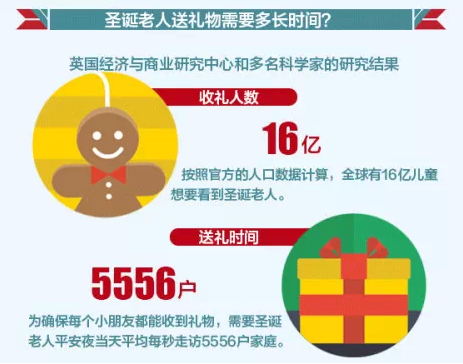 圣诞老人送礼物需要多长时间?
英国经济与商业研究中心和多名科学家的研究结果
收礼人数
16亿
按照官方的人口数据计算，全球有16亿儿童
想要看到圣诞老人。
送礼时间
5556户
为确保每个小朋友都能收到礼物，需要圣诞
老人平安夜当天平均每秒走访5556户家庭。